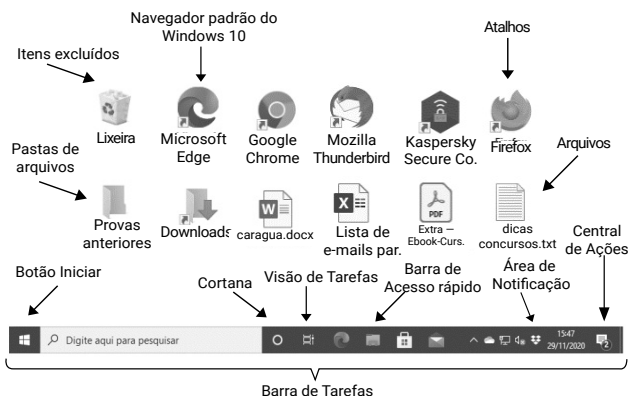 Navegador padrão do
Windows 10
Atalhos
Itens excluídos
Lixeira
Microsoft
Edge
Google
Chrome
Mozilla
Thunderbird
Kaspersky
Secure Co.
Firefox
Pastas de
arquivos
Arquivos
Provas
anteriores
Downloads
W
caragua.docx
X
Lista de
e-mails par.
PDF
Extra —
Ebook-Curs.
dicas
concursos.txt
Central
de Ações
Botão Iniciar
Cortana
Visão de Tarefas
Barra de
Acesso rápido
Área de
Notificação
Digite aqui para pesquisar
15:47
29/11/2020
2
Barra de Tarefas